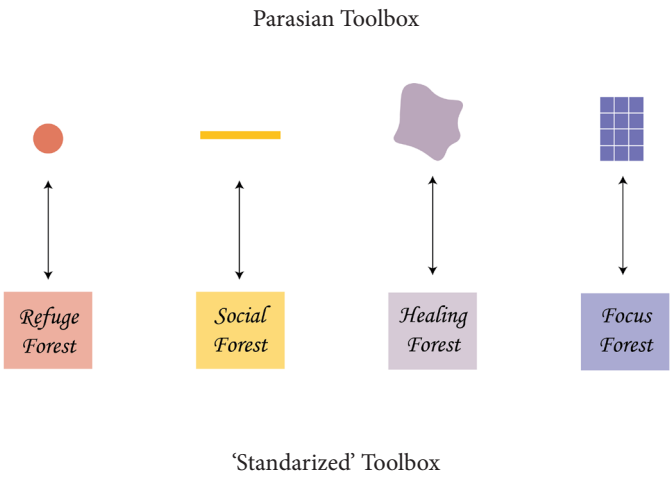 Parasian Toolbox
Refuge
Forest
Social
Forest
Healing
Forest
Focus
Forest
‘Standarized’ Toolbox